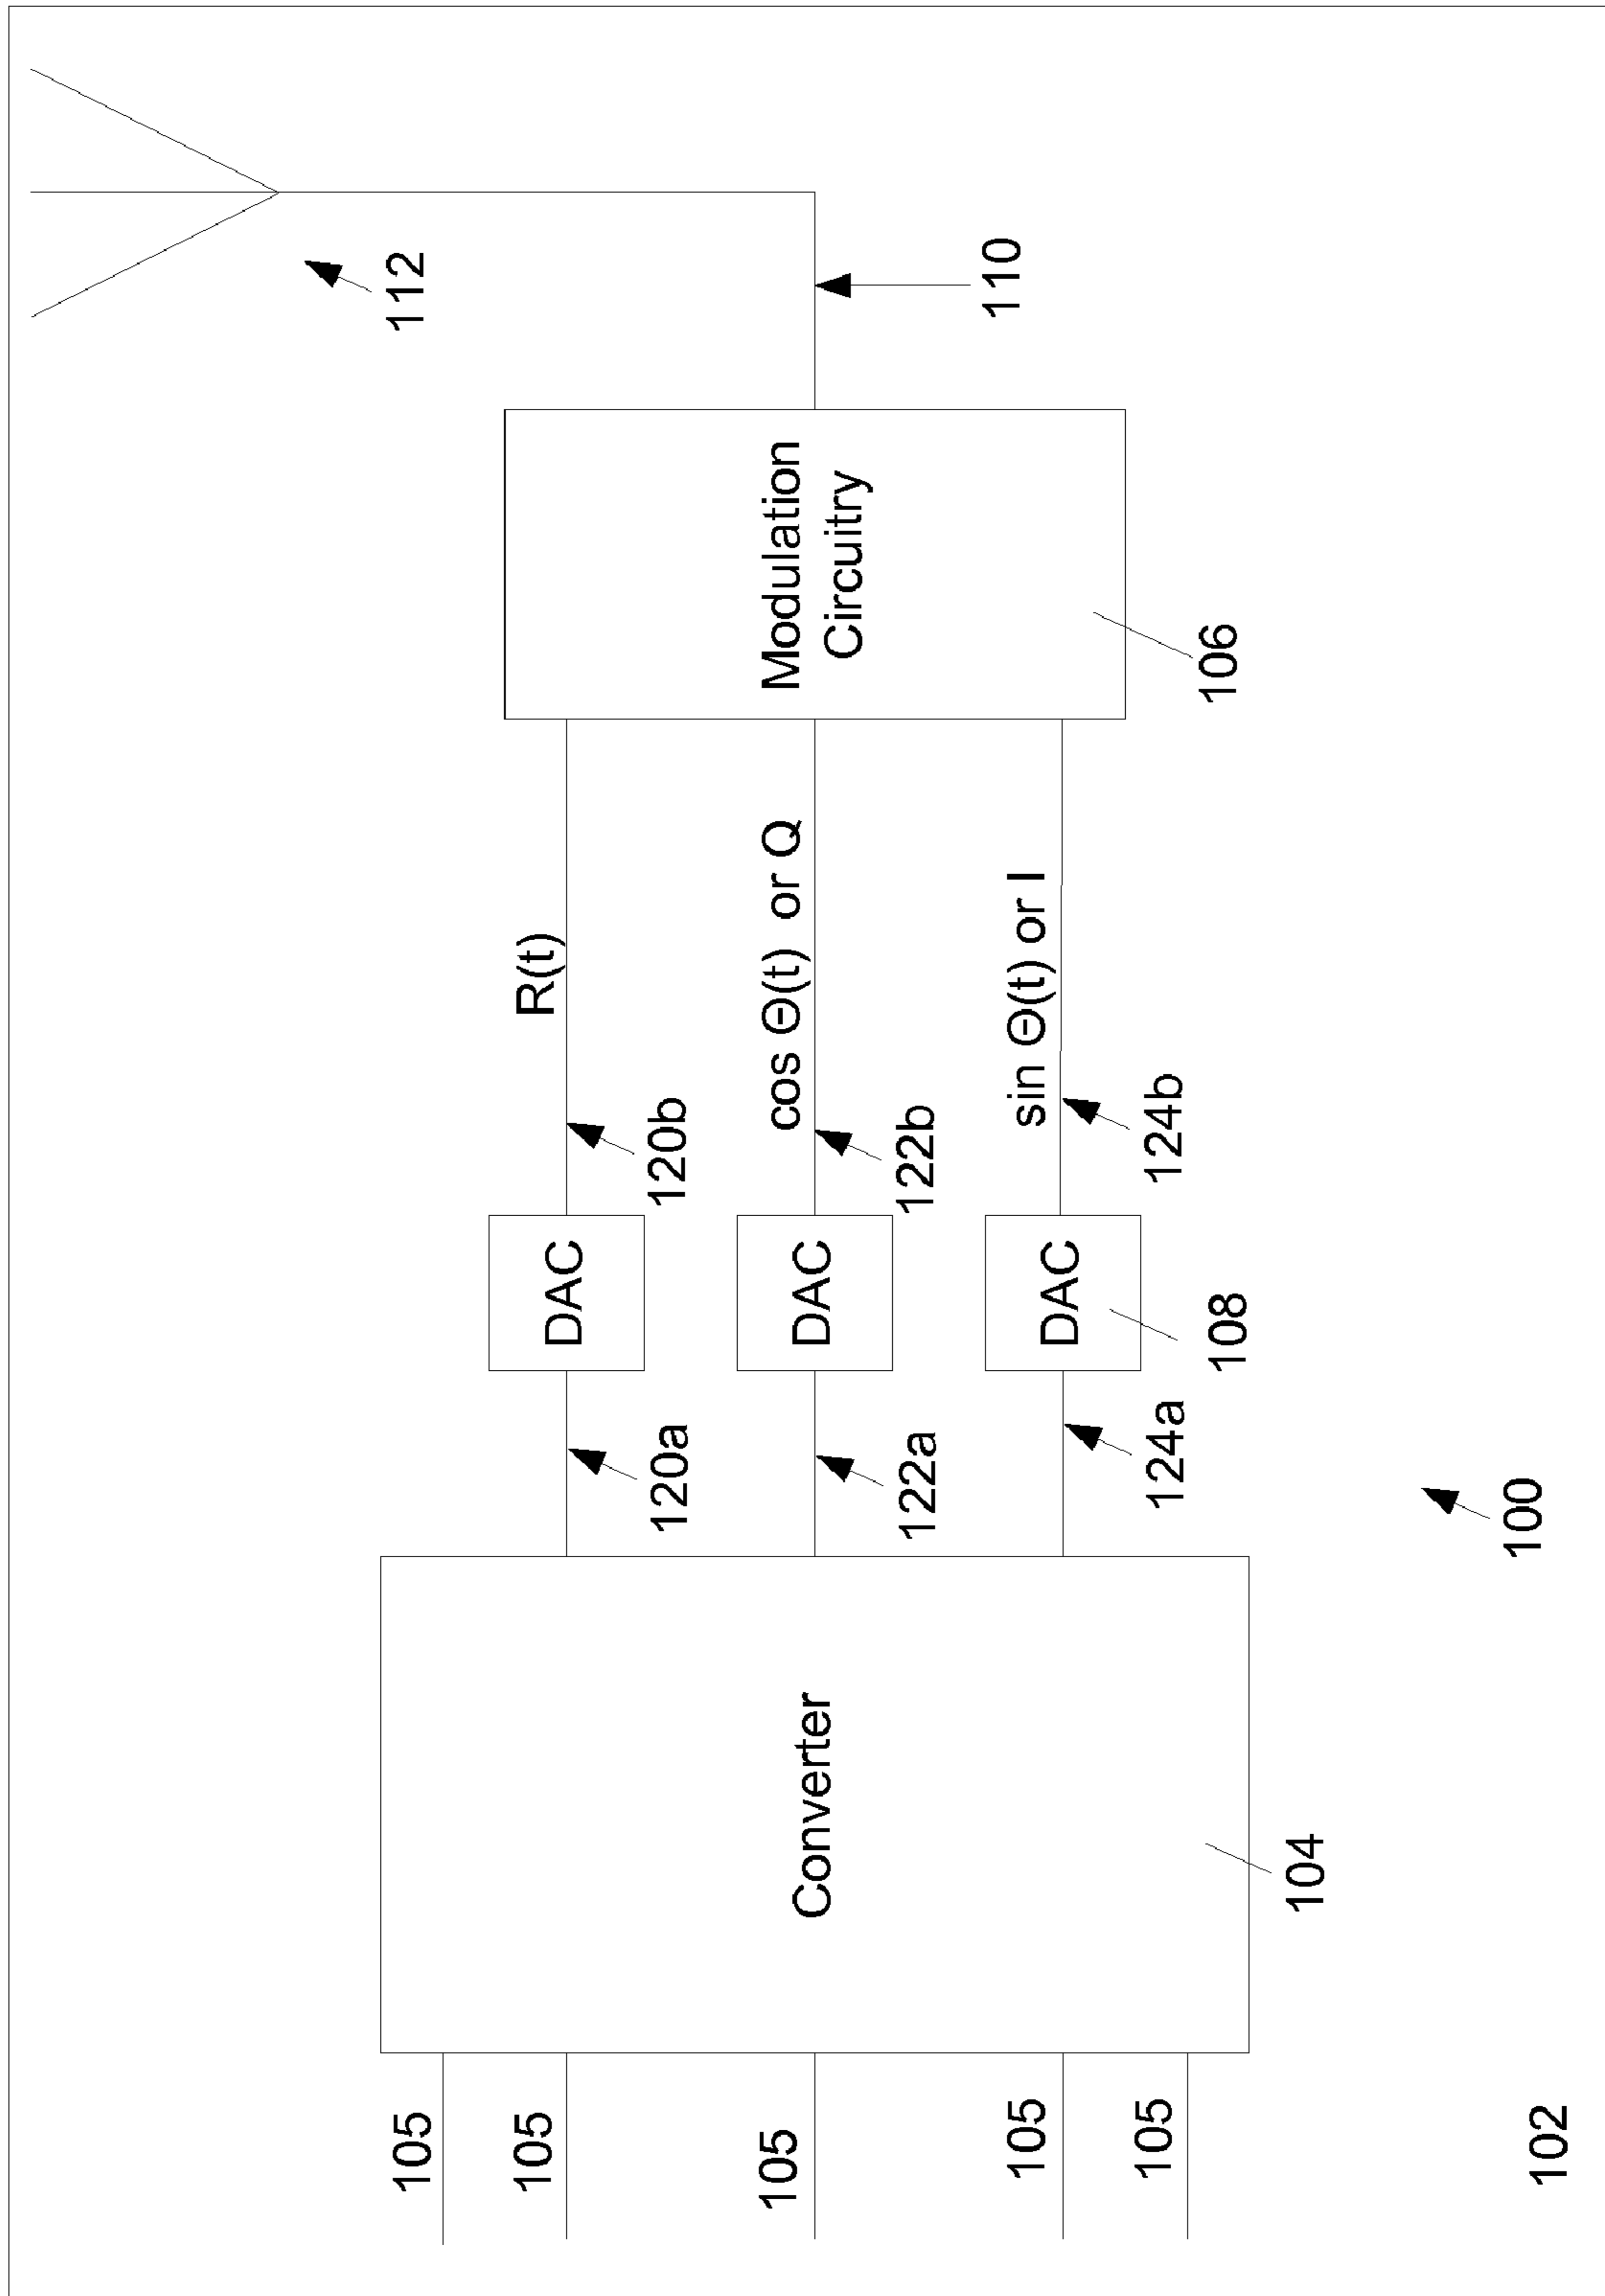 112
110
R(t)
cos Θ(t) or Q
sin Θ(t) or I
Modulation
Circuitry
106
120b
122b
124b
DAC
DAC
DAC
108
120a
122a
124a
100
Converter
104
105
105
105
105
105
102